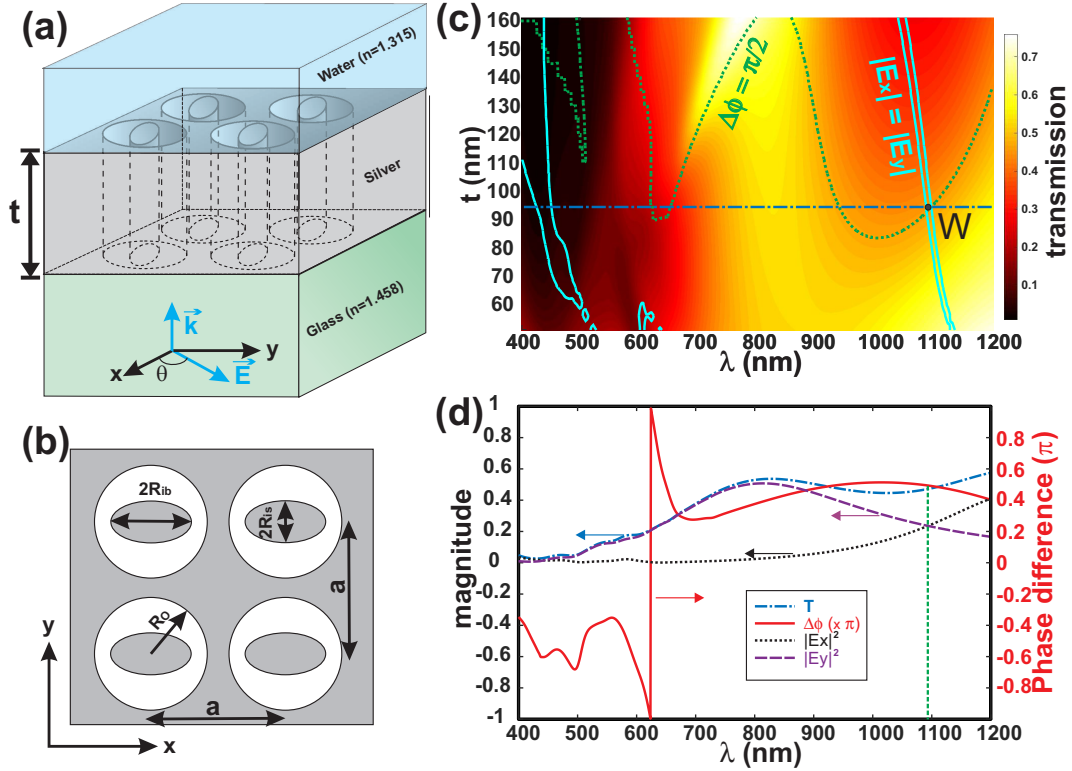 (a)
Water (n=1.315)
Silver
t
Glass (n=1.458)
k
y
x
θ
E
(b)
2Rib
2Ris
a
Ro
y
a
x
(c)
160
150
140
130
120
110
100
90
80
70
60
t (nm)
Δϕ = π/2
|Ex| = |Ey|
W
400 500 600 700 800 900 1000 1100 1200
λ (nm)
0.7
0.6
0.5
0.4
0.3
0.2
0.1
transmission
(d)
1
0.8
0.6
0.4
0.2
0
-0.2
-0.4
-0.6
-0.8
-1
magnitude
0.8
0.6
0.4
0.2
0
-0.2
-0.4
-0.6
-0.8
Phase difference (π)
T
Δϕ (x π)
|Ex|²
|Ey|²
400 500 600 700 800 900 1000 1100 1200
λ (nm)